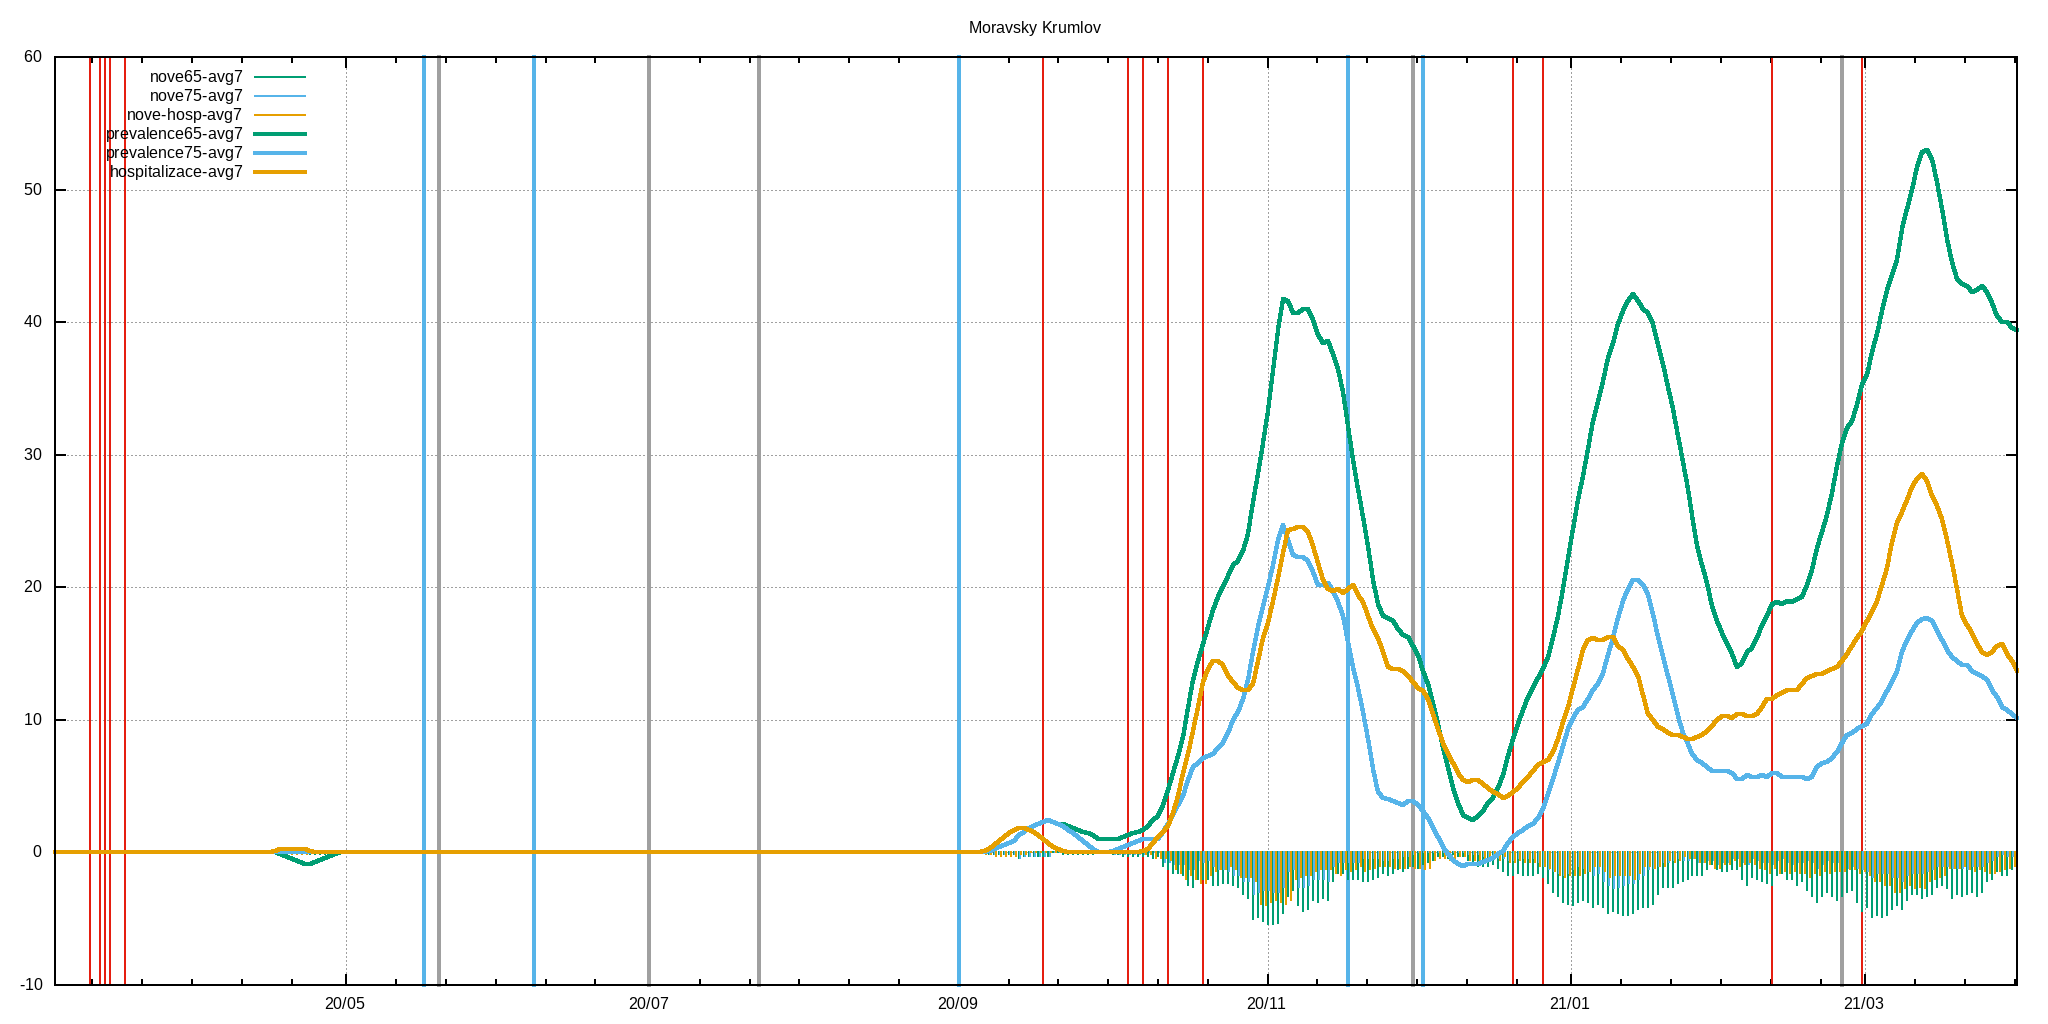 Moravsky Krumlov
60
50
40
30
20
10
0
-10
nove65-avg7
nove75-avg7
nove-hosp-avg7
prevalence65-avg7
prevalence75-avg7
hospitalizace-avg7
20/05 20/07 20/09 20/11 21/01 21/03